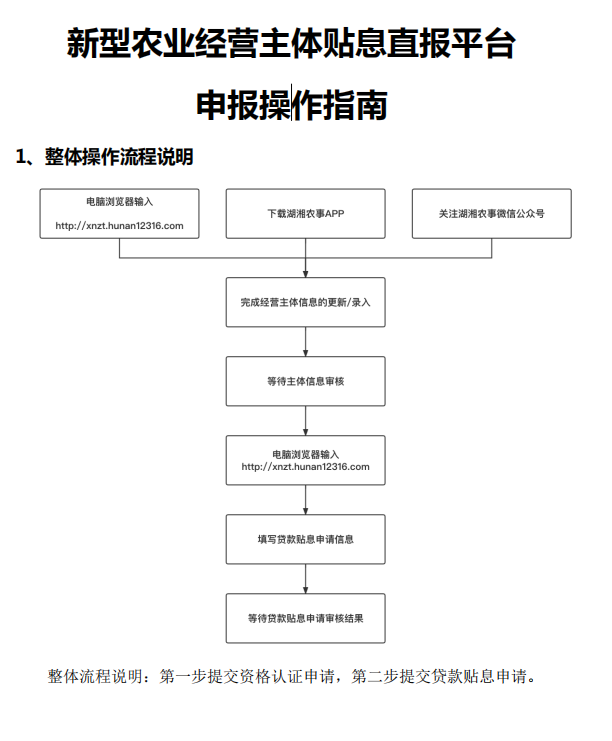 新型农业经营主体贴息直报平台
申报操作指南
1、整体操作流程说明
电脑浏览器输入
http://xnzt.hunan12316.com
下载湖湘农事APP
关注湖湘农事微信公众号
完成经营主体信息的更新/录入
等待主体信息审核
电脑浏览器输入
http://xnzt.hunan12316.com
填写贷款贴息申请信息
等待贷款贴息申请审核结果
整体流程说明：第一步提交资格认证申请，第二步提交贷款贴息申请。